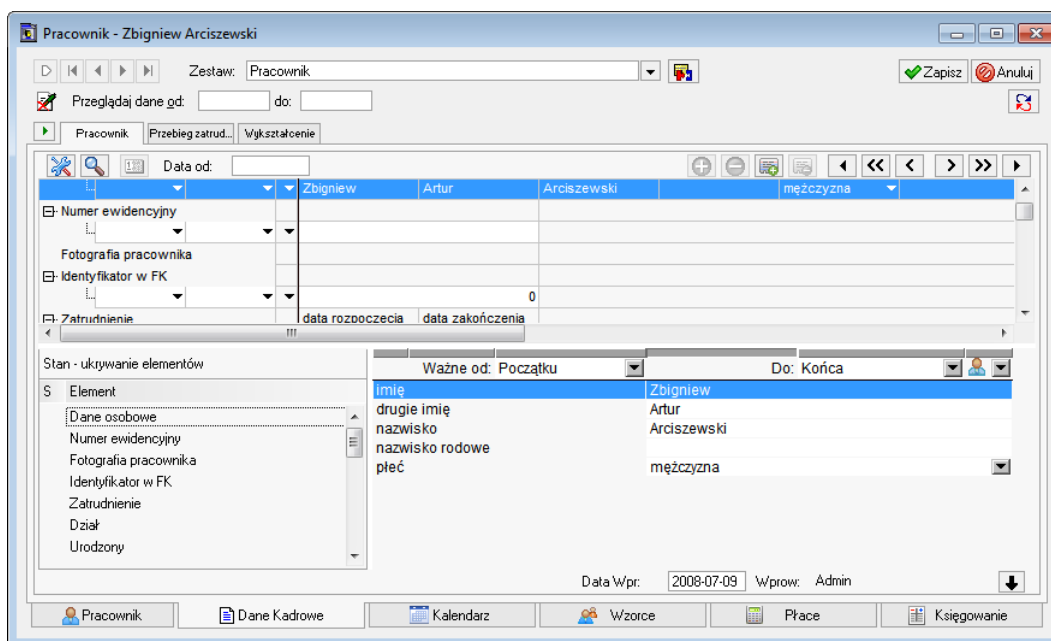 Pracownik - Zbigniew Arciszewski
Zestaw: Pracownik Zapisz Anuluj
Przeglądaj dane od: do:
Pracownik Przebieg zatrud... Wykształcenie
123 Data od:
Zbigniew Artur Arciszewski mężczyzna
Numer ewidencyjny
Fotografia pracownika
Identyfikator w FK
0
Zatrudnienie data rozpoczecia data zakończenia
Stan - ukrywanie elementów
Ważne od: Początku Do: Końca
S Element
imię Zbigniew
Dane osobowe
drugie imię Artur
Numer ewidencyjny
nazwisko Arciszewski
Fotografia pracownika
nazwisko rodowe
Identyfikator w FK
płeć mężczyzna
Zatrudnienie
Dział
Urodzony
Data Wpr: 2008-07-09 Wprow: Admin
Pracownik Dane Kadrowe Kalendarz Wzorce Płace Księgowanie